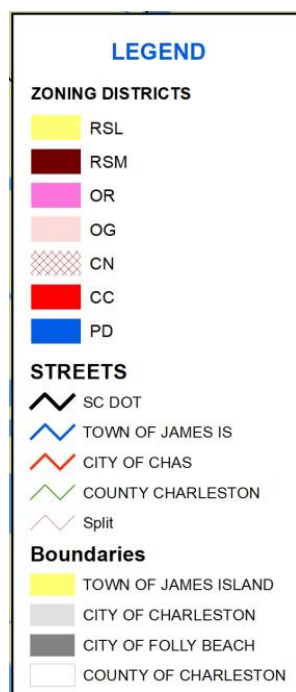 LEGEND
ZONING DISTRICTS
RSL
RSM
OR
OG
CN
CC
PD
STREETS
SC DOT
TOWN OF JAMES IS
CITY OF CHAS
COUNTY CHARLESTON
Split
Boundaries
TOWN OF JAMES ISLAND
CITY OF CHARLESTON
CITY OF FOLLY BEACH
COUNTY OF CHARLESTON